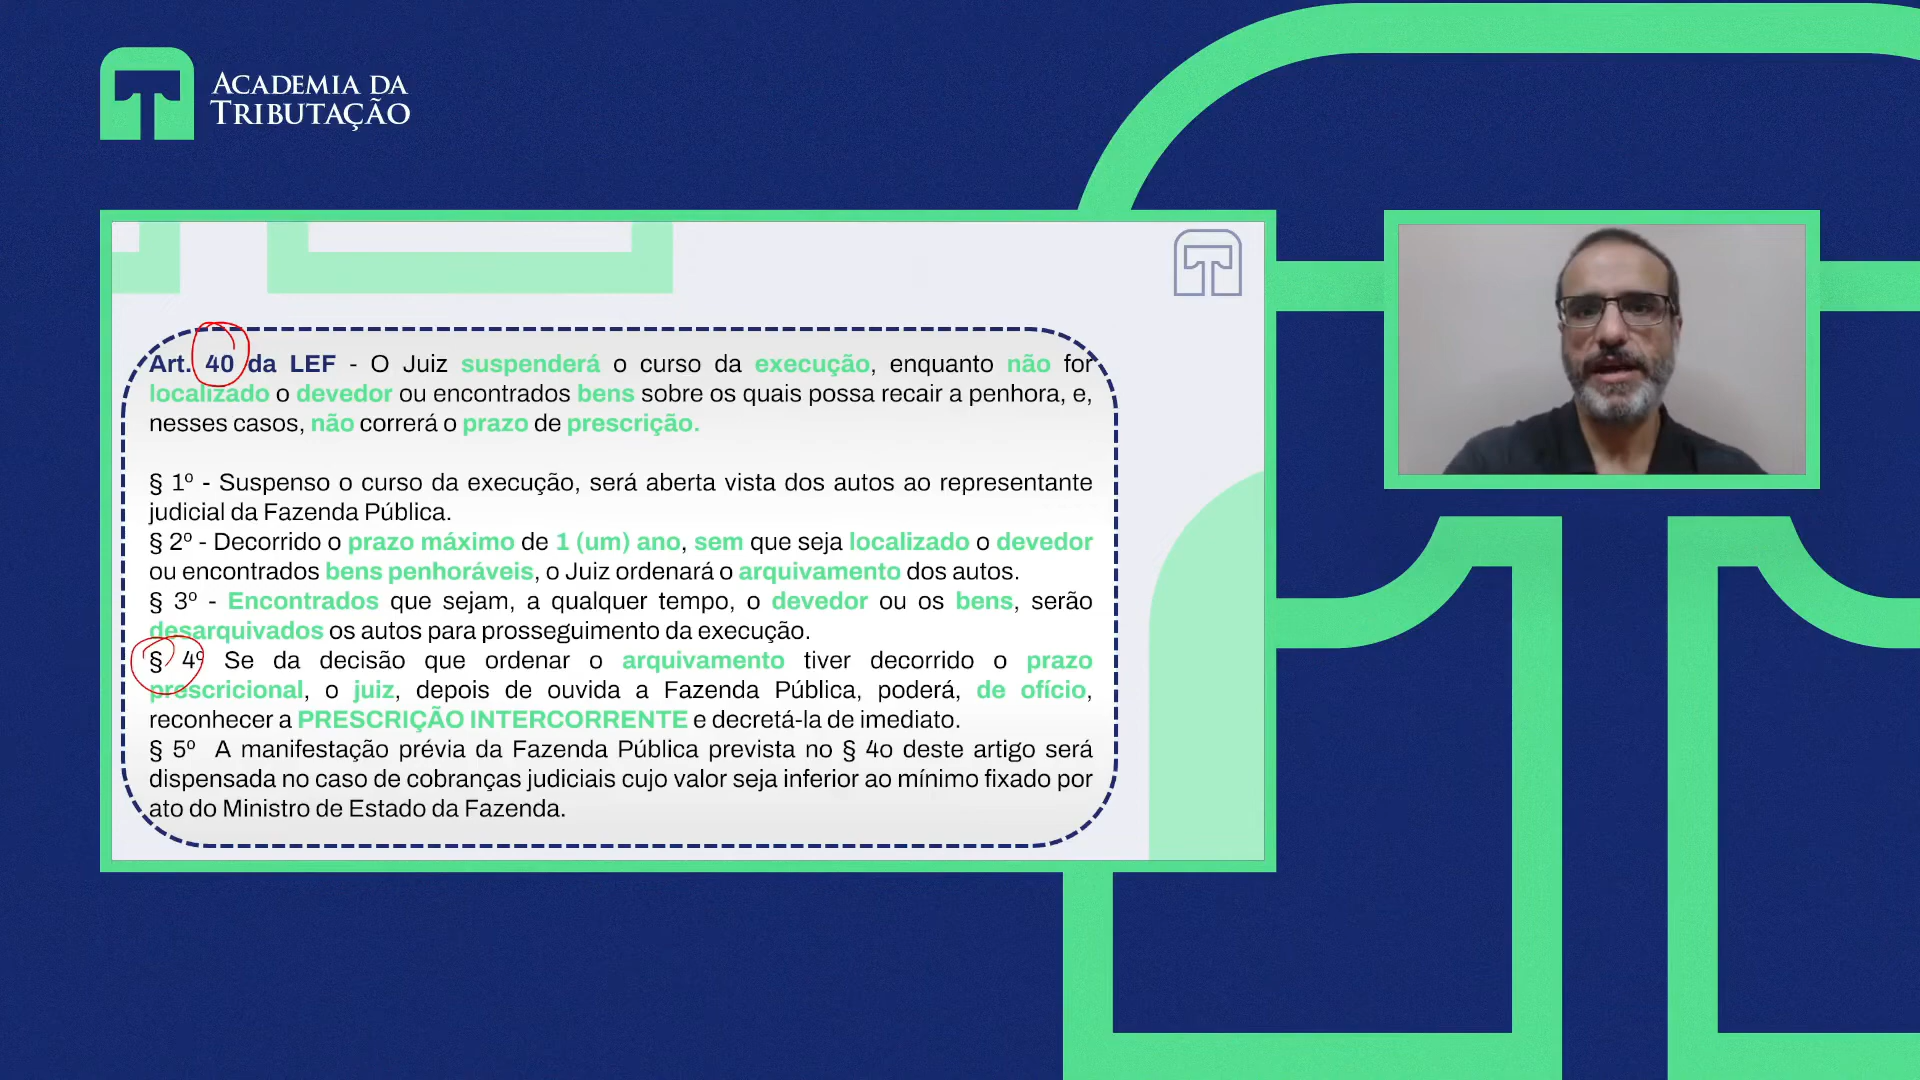 ACADEMIA DA
TRIBUTAÇÃO
Art. 40 da LEF - O Juiz suspenderá o curso da execução, enquanto não for
localizado o devedor ou encontrados bens sobre os quais possa recair a penhora, e,
nesses casos, não correrá o prazo de prescrição.
§ 1º - Suspenso o curso da execução, será aberta vista dos autos ao representante
judicial da Fazenda Pública.
§ 2º - Decorrido o prazo máximo de 1 (um) ano, sem que seja localizado o devedor
ou encontrados bens penhoráveis, o Juiz ordenará o arquivamento dos autos.
§ 3º - Encontrados que sejam, a qualquer tempo, o devedor ou os bens, serão
desarquivados os autos para prosseguimento da execução.
§ 4º Se da decisão que ordenar o arquivamento tiver decorrido o prazo
prescricional, o juiz, depois de ouvida a Fazenda Pública, poderá, de ofício,
reconhecer a PRESCRIÇÃO INTERCORRENTE e decretá-la de imediato.
§ 5º A manifestação prévia da Fazenda Pública prevista no § 4o deste artigo será
dispensada no caso de cobranças judiciais cujo valor seja inferior ao mínimo fixado por
ato do Ministro de Estado da Fazenda.